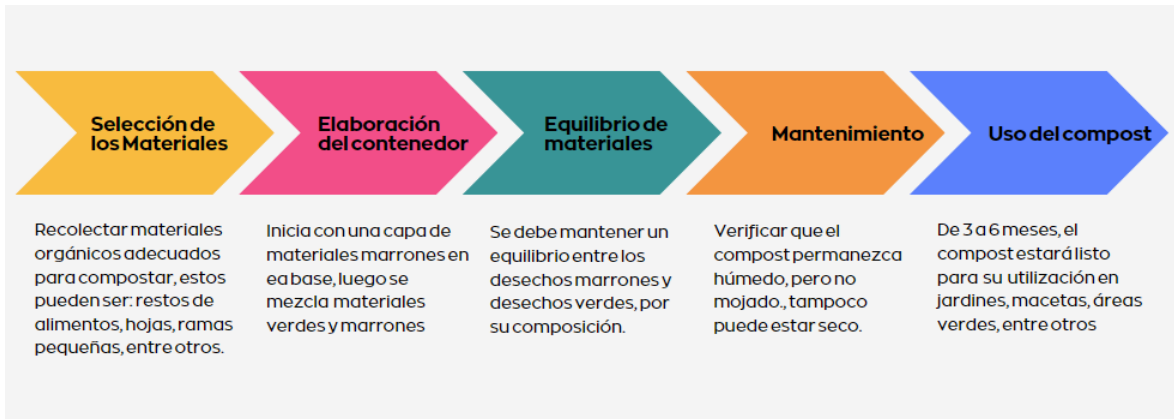 Selección de
los Materiales
Elaboración
del contenedor
Equilibrio de
materiales
Mantenimiento
Uso del compost
Recolectar materiales
orgánicos adecuados
para compostar, estos
pueden ser: restos de
alimentos, hojas, ramas
pequeñas, entre otros.
Inicia con una capa de
materiales marrones en
ea base, luego se
mezcla materiales
verdes y marrones
Se debe mantener un
equilibrio entre los
desechos marrones y
desechos verdes, por
su composición.
Verificar que el
compost permanezca
húmedo, pero no
mojado., tampoco
puede estar seco.
De 3 a 6 meses, el
compost estará listo
para su utilización en
jardines, macetas, áreas
verdes, entre otros